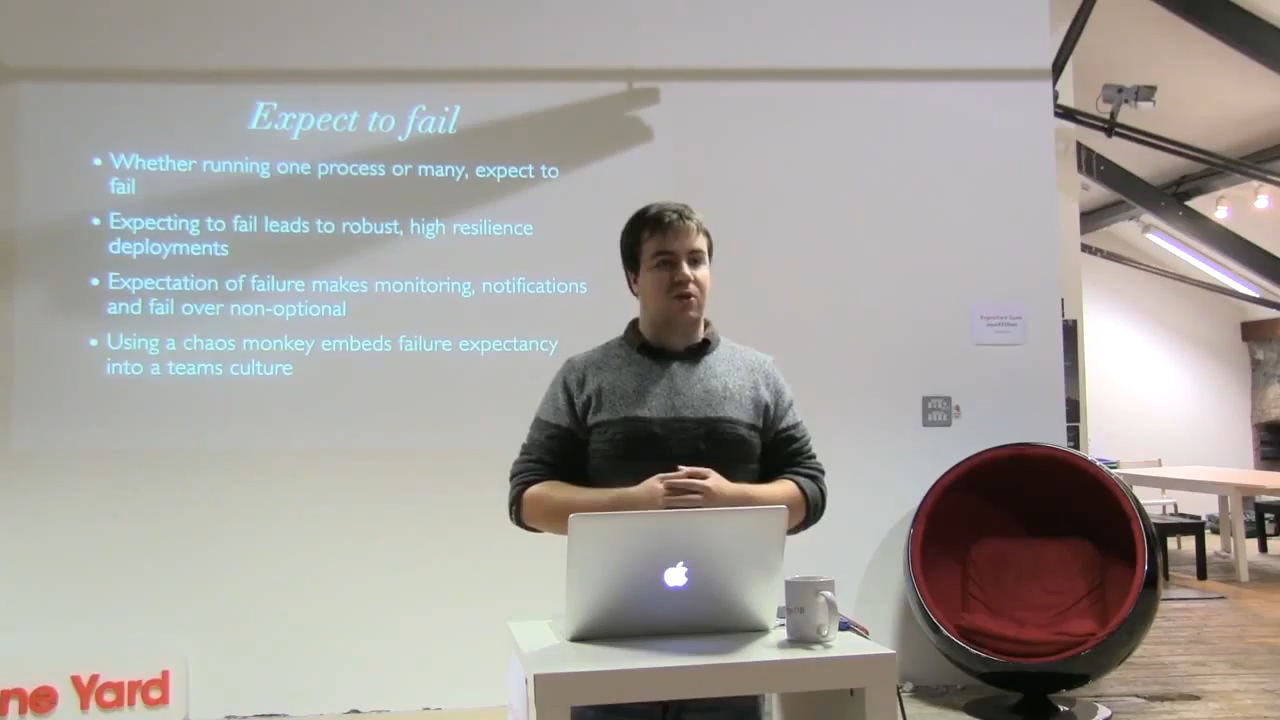 Expect to fail
• Whether running one process or many, expect to
fail
• Expecting to fail leads to robust, high resilience
deployments
• Expectation of failure makes monitoring, notifications
and fail over non-optional
• Using a chaos monkey embeds failure expectancy
into a teams culture
ne Yard